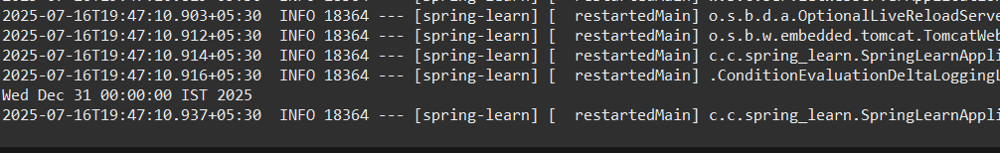 2025-07-16T19:47:10.903+05:30  INFO 18364 --- [spring-learn] [  restartedMain] o.s.b.d.a.OptionalLiveReloadServe
2025-07-16T19:47:10.912+05:30  INFO 18364 --- [spring-learn] [  restartedMain] o.s.b.w.embedded.tomcat.TomcatWeb
2025-07-16T19:47:10.914+05:30  INFO 18364 --- [spring-learn] [  restartedMain] c.c.spring_learn.SpringLearnAppli
2025-07-16T19:47:10.916+05:30  INFO 18364 --- [spring-learn] [  restartedMain] .ConditionEvaluationDeltaLoggingL
Wed Dec 31 00:00:00 IST 2025
2025-07-16T19:47:10.937+05:30  INFO 18364 --- [spring-learn] [  restartedMain] c.c.spring_learn.SpringLearnAppli